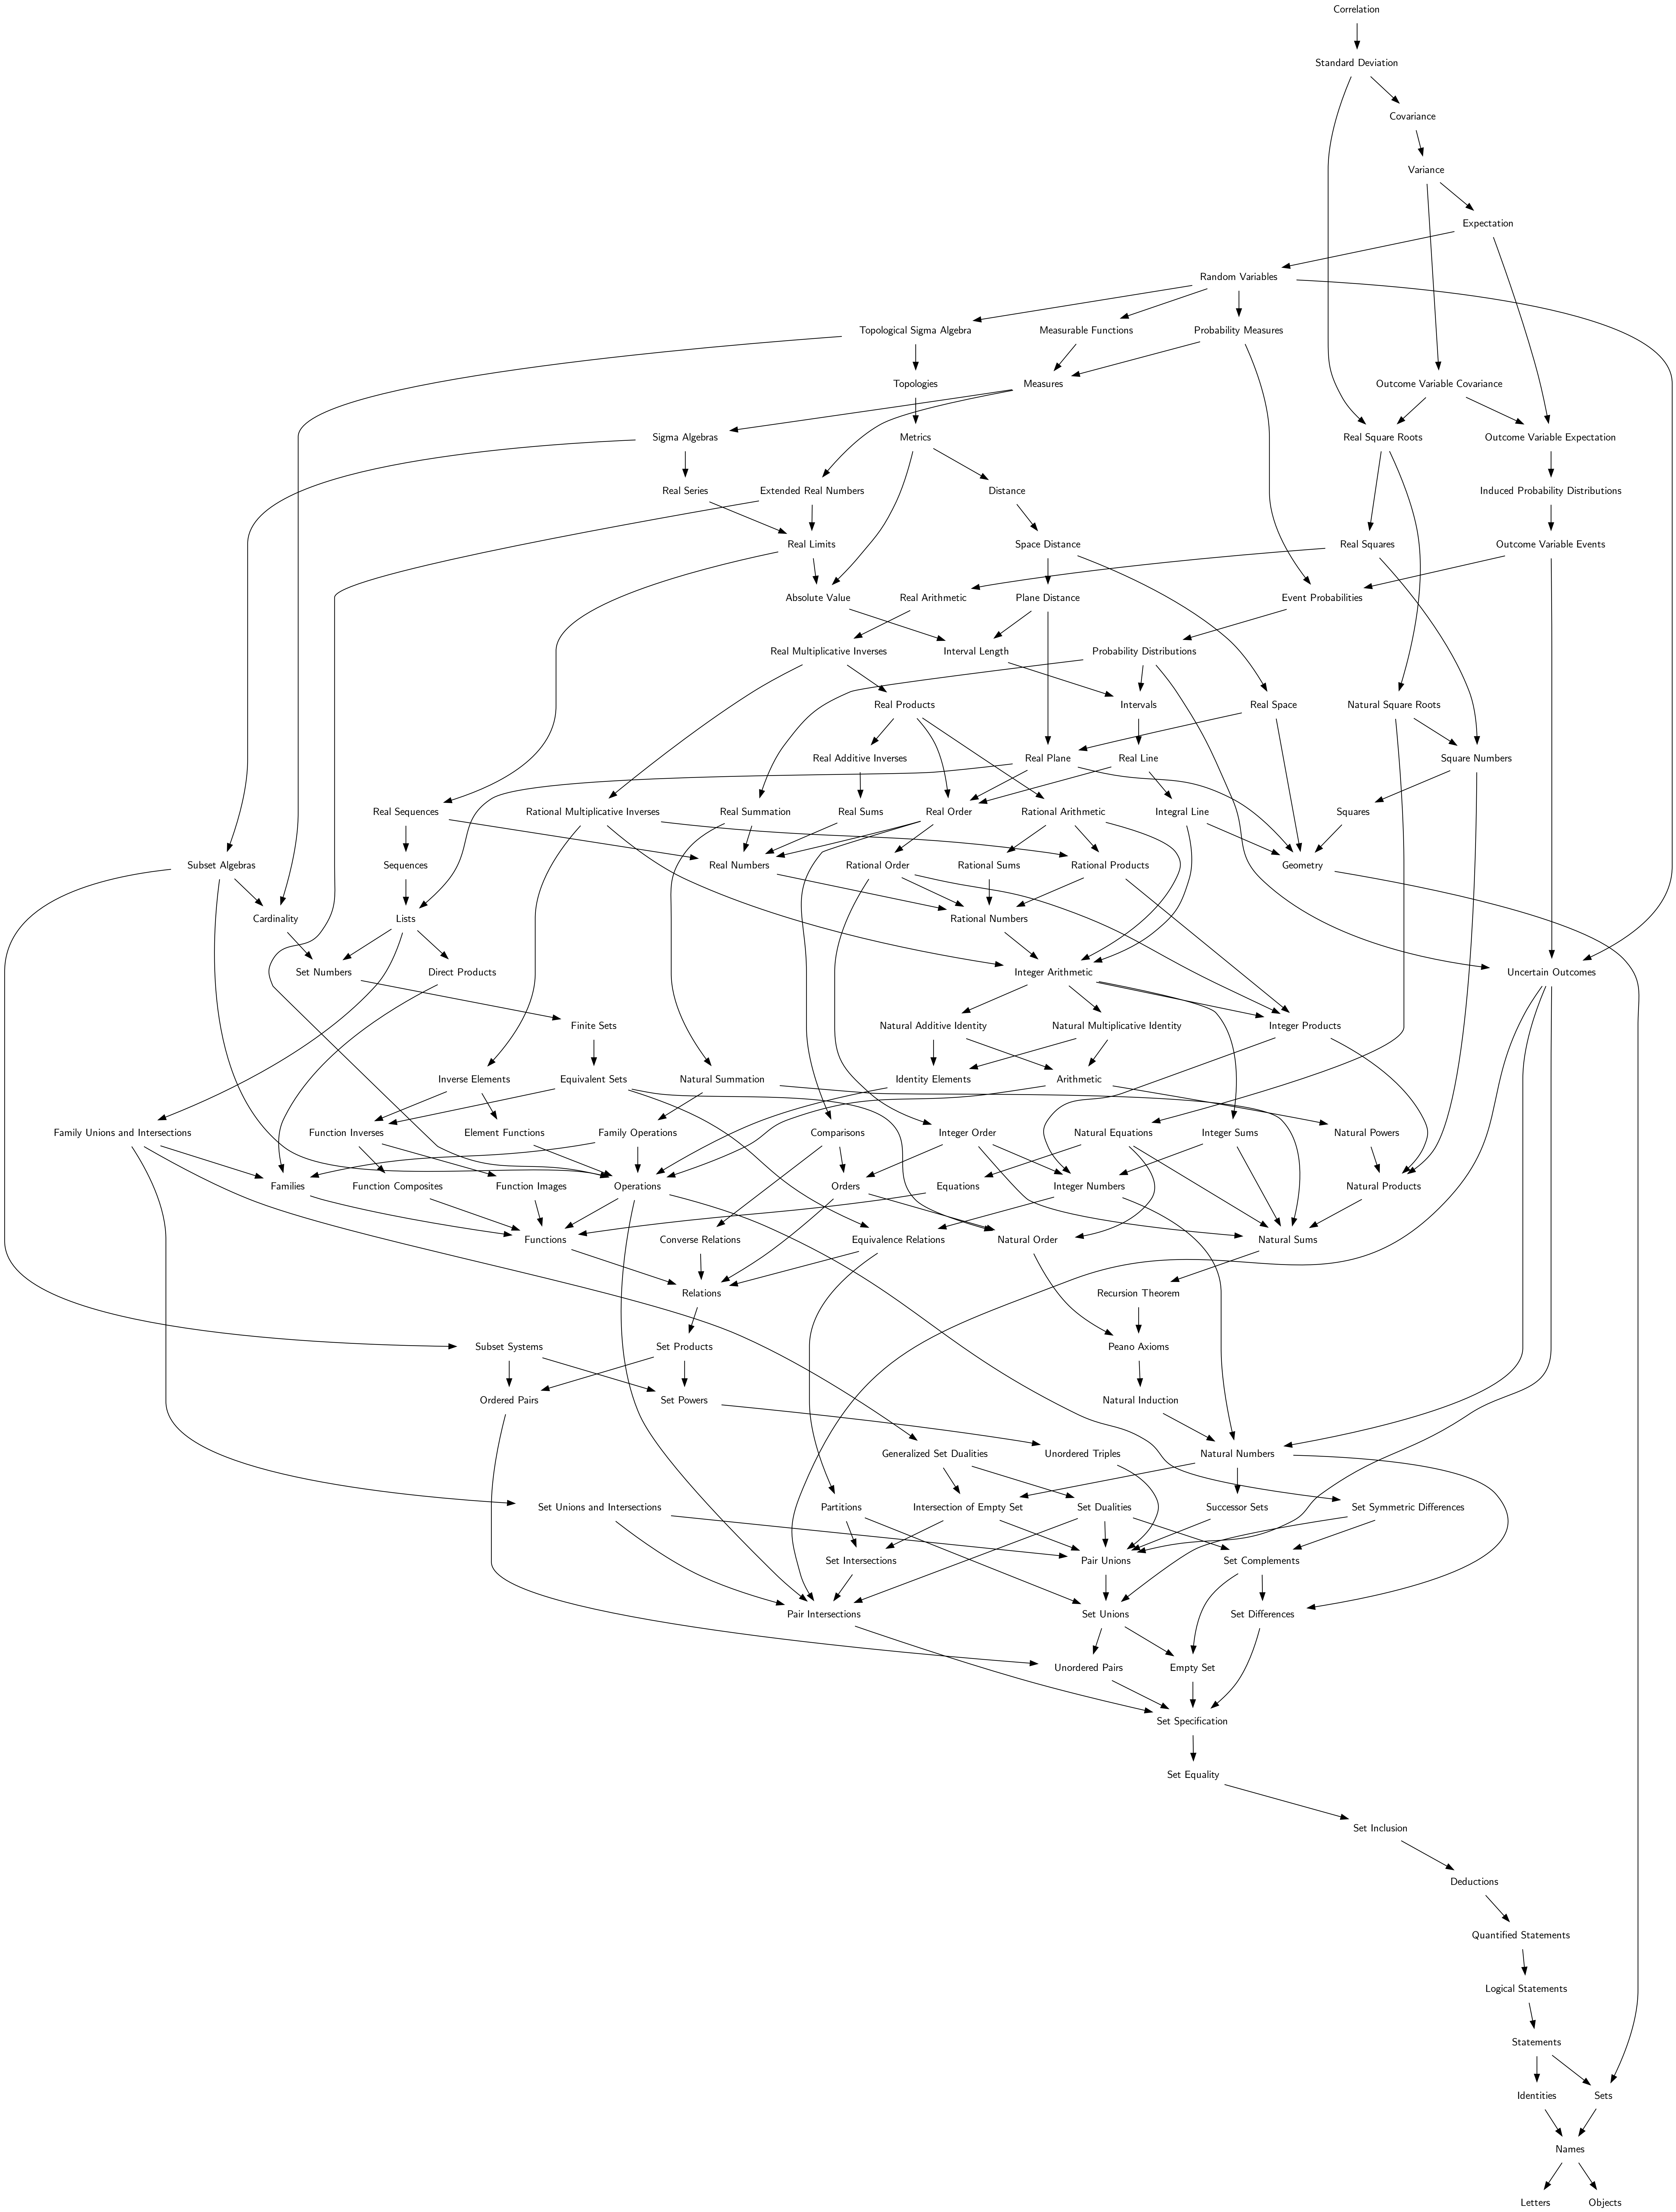 Correlation
Standard Deviation
Covariance
Variance
Expectation
Random Variables
Topological Sigma Algebra
Measurable Functions
Probability Measures
Topologies
Measures
Outcome Variable Covariance
Sigma Algebras
Metrics
Real Square Roots
Outcome Variable Expectation
Real Series
Extended Real Numbers
Distance
Induced Probability Distributions
Real Limits
Space Distance
Real Squares
Outcome Variable Events
Absolute Value
Real Arithmetic
Plane Distance
Event Probabilities
Real Multiplicative Inverses
Interval Length
Probability Distributions
Real Products
Intervals
Real Space
Natural Square Roots
Real Additive Inverses
Real Plane
Real Line
Square Numbers
Real Sequences
Rational Multiplicative Inverses
Real Summation
Real Sums
Real Order
Rational Arithmetic
Integral Line
Squares
Subset Algebras
Sequences
Real Numbers
Rational Order
Rational Sums
Rational Products
Geometry
Cardinality
Lists
Rational Numbers
Set Numbers
Direct Products
Integer Arithmetic
Uncertain Outcomes
Finite Sets
Natural Additive Identity
Natural Multiplicative Identity
Integer Products
Inverse Elements
Equivalent Sets
Natural Summation
Identity Elements
Arithmetic
Family Unions and Intersections
Function Inverses
Element Functions
Family Operations
Comparisons
Integer Order
Natural Equations
Integer Sums
Natural Powers
Families
Function Composites
Function Images
Operations
Orders
Equations
Integer Numbers
Natural Products
Functions
Converse Relations
Equivalence Relations
Natural Order
Natural Sums
Relations
Recursion Theorem
Subset Systems
Set Products
Peano Axioms
Ordered Pairs
Set Powers
Natural Induction
Generalized Set Dualities
Unordered Triples
Natural Numbers
Set Unions and Intersections
Partitions
Intersection of Empty Set
Set Dualities
Successor Sets
Set Symmetric Differences
Set Intersections
Pair Unions
Set Complements
Pair Intersections
Set Unions
Set Differences
Unordered Pairs
Empty Set
Set Specification
Set Equality
Set Inclusion
Deductions
Quantified Statements
Logical Statements
Statements
Identities
Sets
Names
Letters
Objects